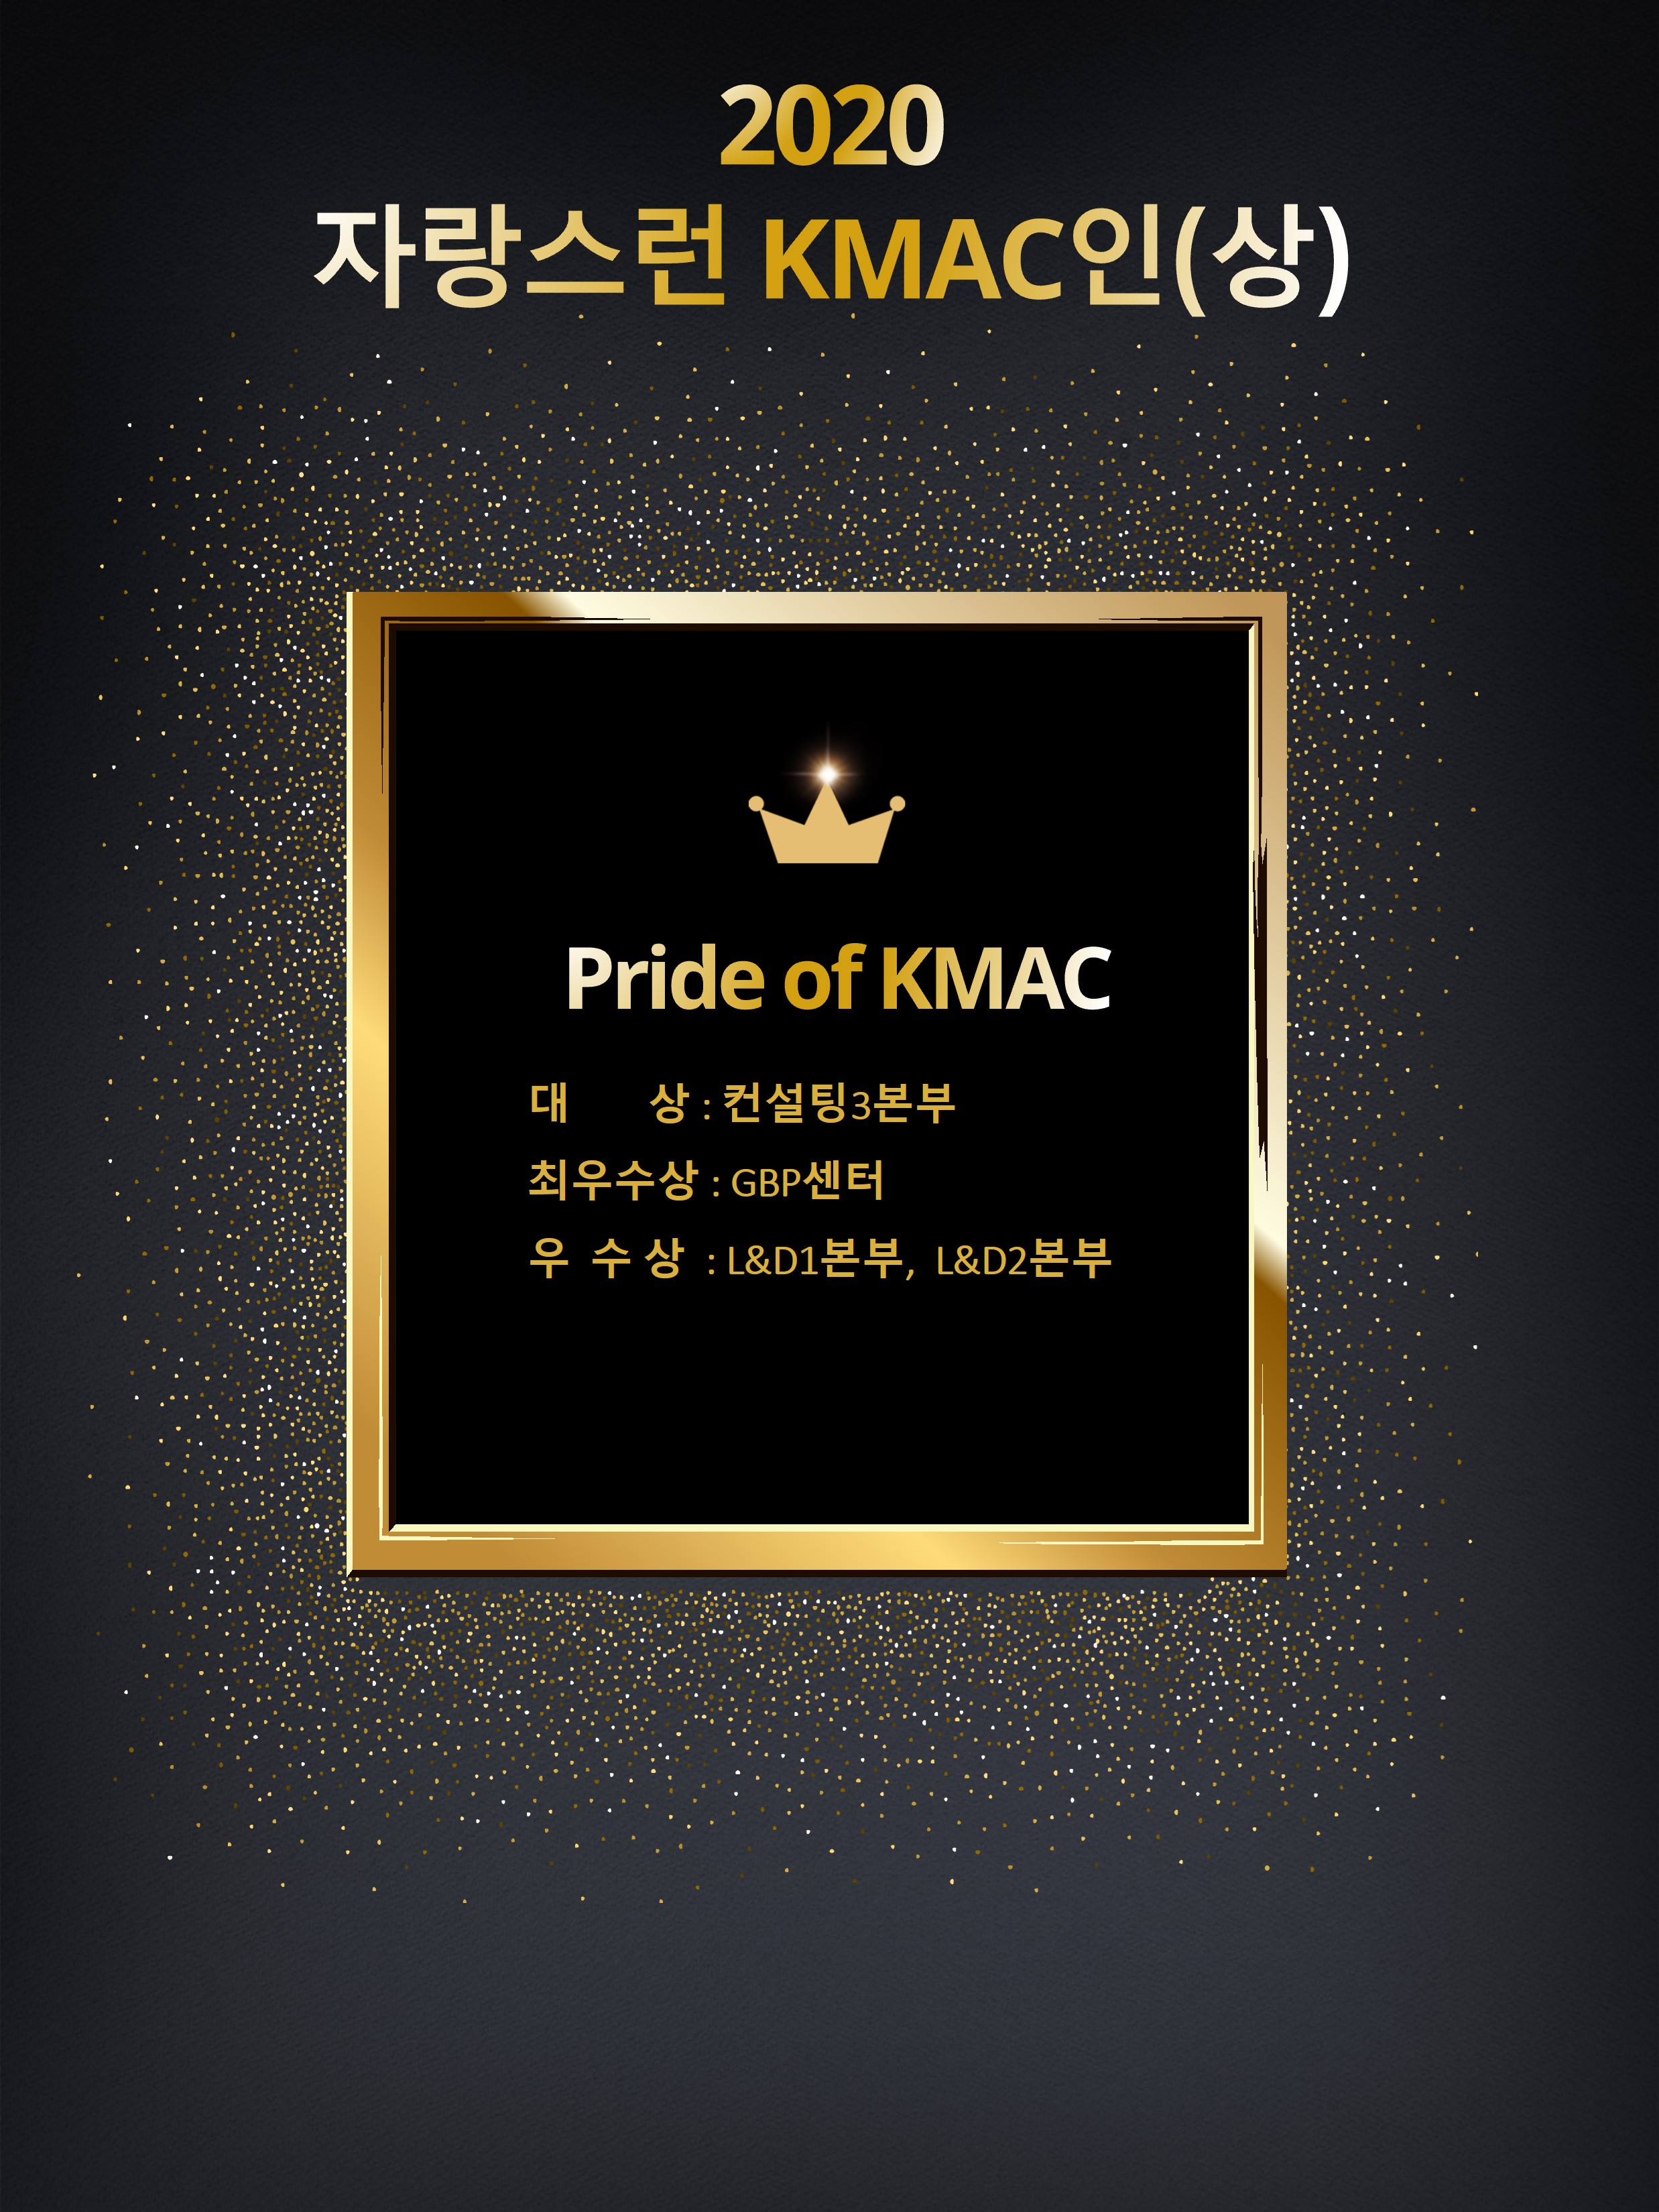 2020
자랑스런 KMAC인(상)
Pride of KMAC
대 상 : 컨설팅3본부
최우수상 : GBP센터
우 수 상 : L&D1본부, L&D2본부